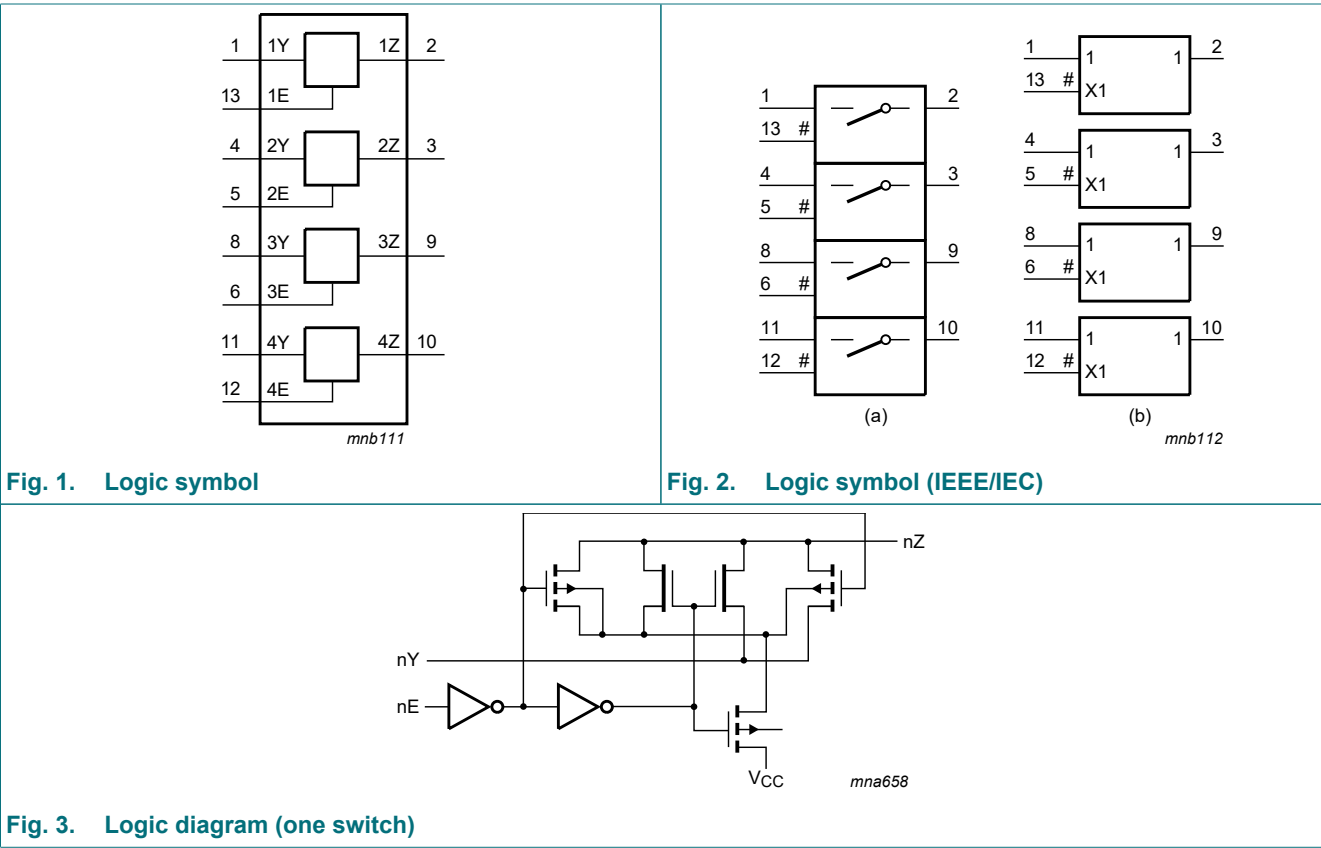 1 1Y 1Z 2
13 1E
4 2Y 2Z 3
5 2E
8 3Y 3Z 9
6 3E
11 4Y 4Z 10
12 4E
mnb111
Fig. 1. Logic symbol
1 2
13 #
4 3
5 #
8 9
6 #
11 10
12 #
(a)
1 1 1 2
13 # X1
4 1 1 3
5 # X1
8 1 1 9
6 # X1
11 1 1 10
12 # X1
(b)
mnb112
Fig. 2. Logic symbol (IEEE/IEC)
nZ
nY
nE
VCC
mna658
Fig. 3. Logic diagram (one switch)